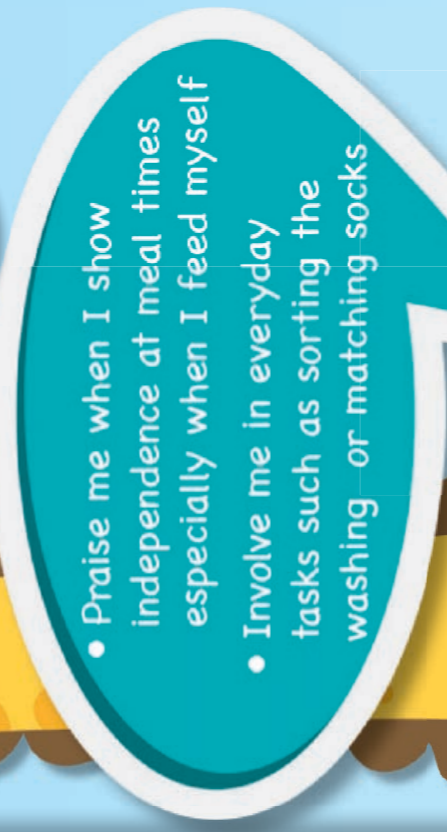 • Praise me when I show
independence at meal times
especially when I feed myself
• Involve me in everyday
tasks such as sorting the
washing or matching socks